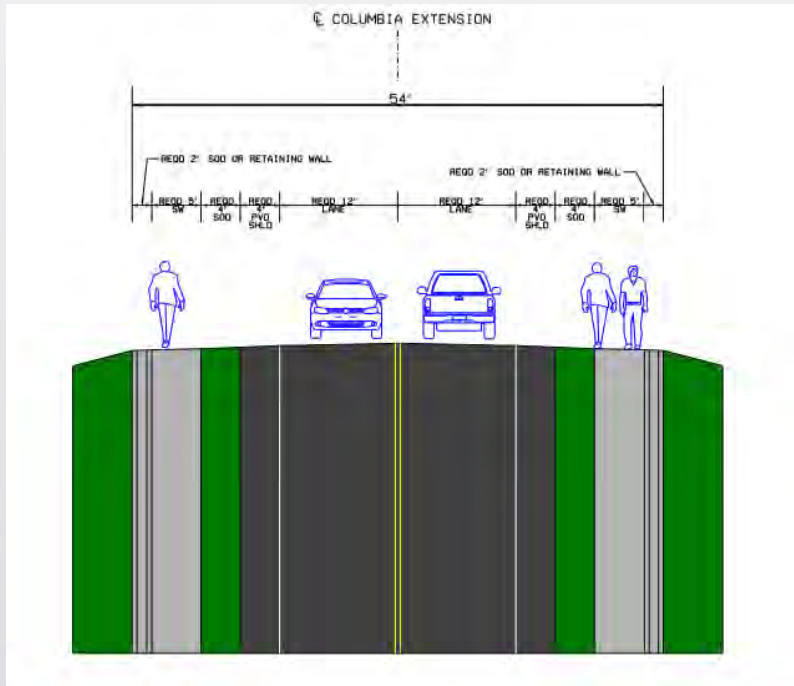 ℄ COLUMBIA EXTENSION
54'
REQD 2' SOD OR RETAINING WALL
REQD 2' SOD OR RETAINING WALL
REQD 5'
SW
REQD
4'
SOD
REQD
4'
PVD
SHLD
REQD 12'
LANE
REQD 12'
LANE
REQD
4'
PVD
SHLD
REQD
4'
SOD
REQD 5'
SW